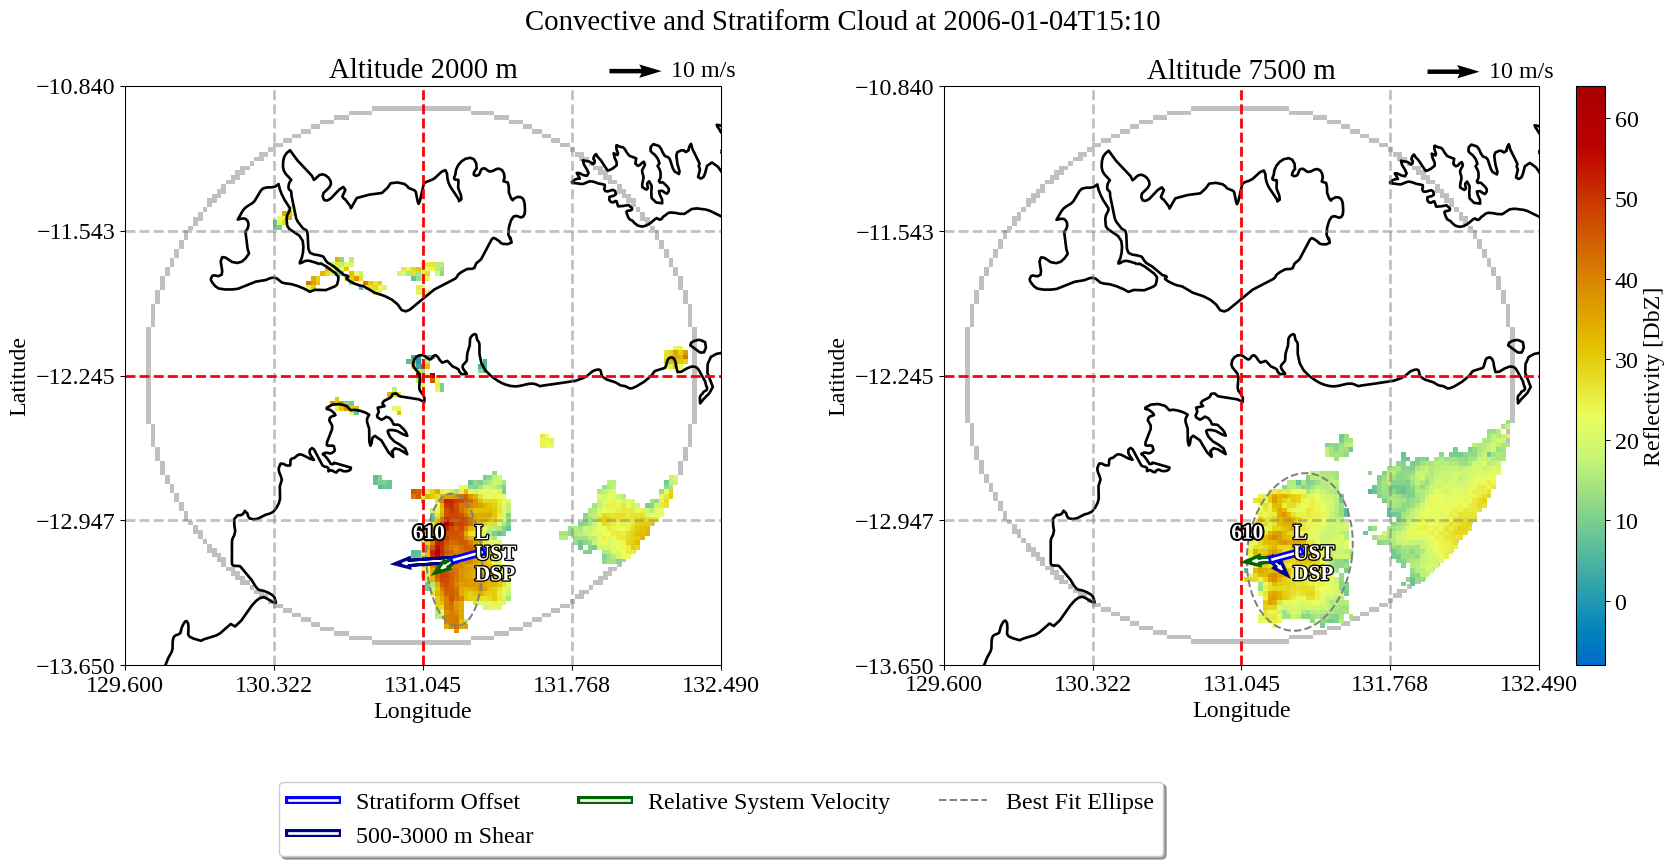 Convective and Stratiform Cloud at 2006-01-04T15:10
Altitude 2000 m
10 m/s
−10.840
−11.543
−12.245
−12.947
−13.650
Latitude
610
L
UST
DSP
129.600
130.322
131.045
131.768
132.490
Longitude
Altitude 7500 m
10 m/s
−10.840
−11.543
−12.245
−12.947
−13.650
Latitude
610
L
UST
DSP
129.600
130.322
131.045
131.768
132.490
Longitude
60
50
40
30
20
10
0
Reflectivity [DbZ]
Stratiform Offset
500-3000 m Shear
Relative System Velocity
Best Fit Ellipse